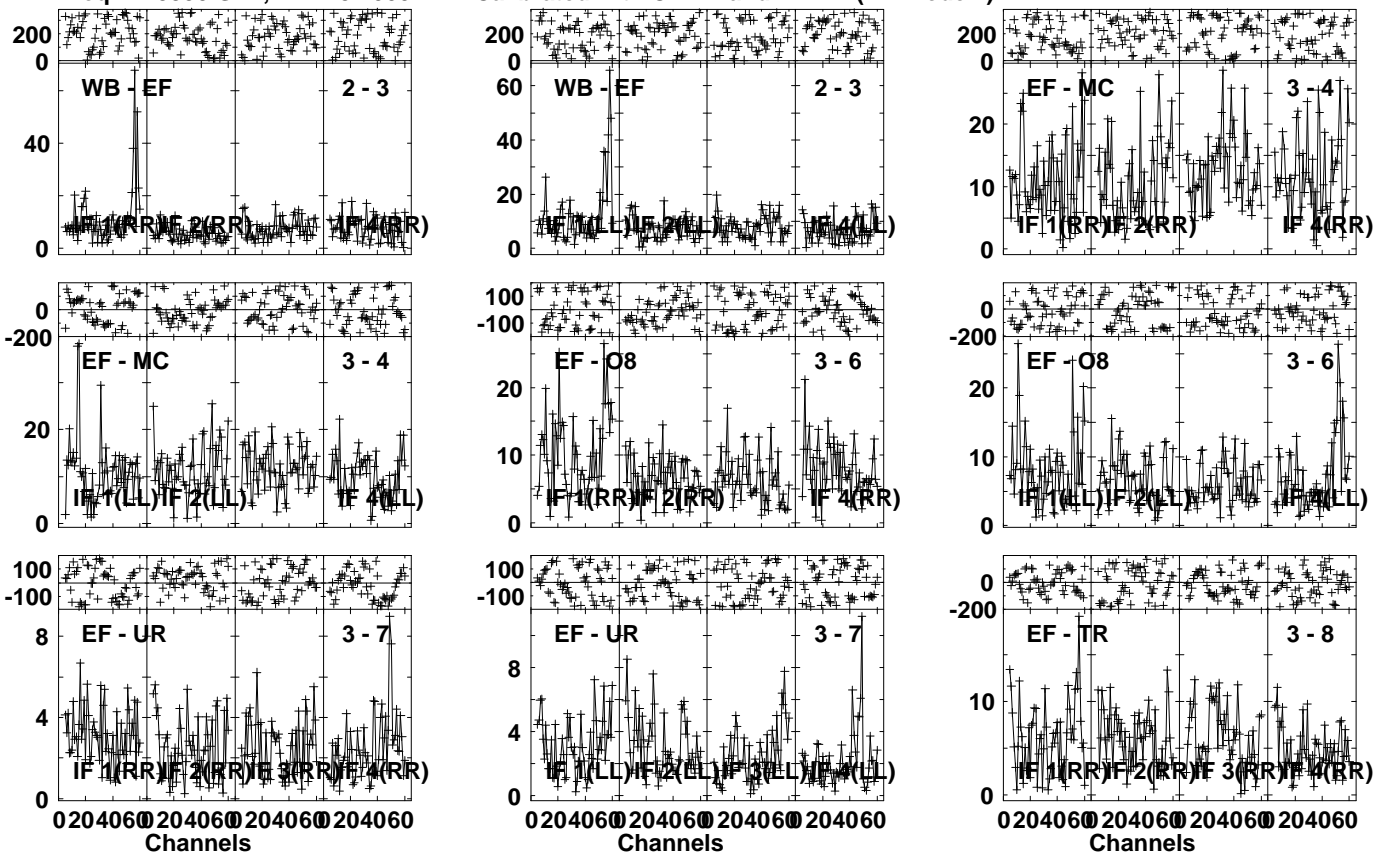 200 200 200
0 0 0
WB - EF 2 - 3 WB - EF 2 - 3 EF - MC 3 - 4
60
40 40 20
20 10
IF 1(RR) IF 2(RR) IF 4(RR) IF 1(LL) IF 2(LL) IF 4(LL) IF 1(RR) IF 2(RR) IF 4(RR)
0 0 0
0 100 0
-200 -100 -200
EF - MC 3 - 4 EF - O8 3 - 6 EF - O8 3 - 6
20 20 20
10 10
IF 1(LL) IF 2(LL) IF 4(LL) IF 1(RR) IF 2(RR) IF 4(RR) IF 1(LL) IF 2(LL) IF 4(LL)
0 0 0
100 100 0
-100 -100 -200
EF - UR 3 - 7 EF - UR 3 - 7 EF - TR 3 - 8
8 8
4 4 10
IF 1(RR) IF 2(RR) IF 3(RR) IF 4(RR) IF 1(LL) IF 2(LL) IF 3(LL) IF 4(LL) IF 1(RR) IF 2(RR) IF 3(RR) IF 4(RR)
0 0 0
0 20 40 60 0 20 40 60 0 20 40 60 0 20 40 60 0 20 40 60 0 20 40 60 0 20 40 60 0 20 40 60 0 20 40 60 0 20 40 60 0 20 40 60 0 20 40 60
Channels Channels Channels